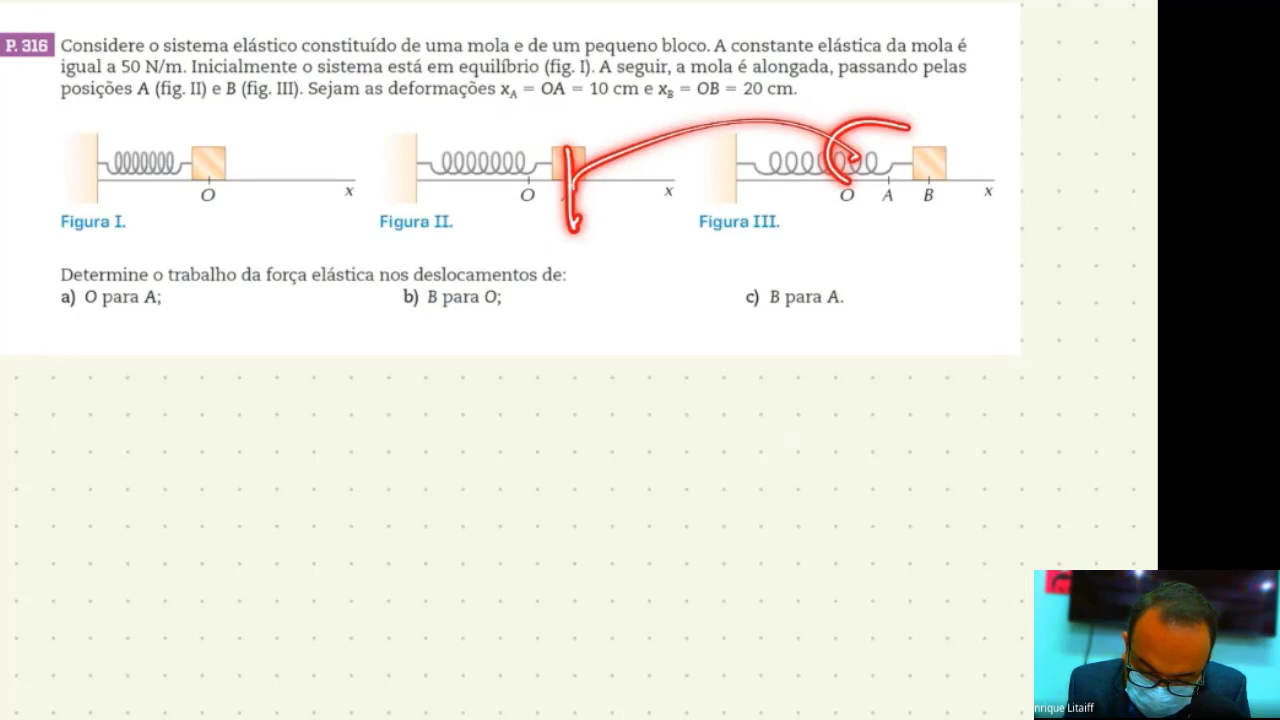 P. 316 Considere o sistema elástico constituído de uma mola e de um pequeno bloco. A constante elástica da mola é
igual a 50 N/m. Inicialmente o sistema está em equilíbrio (fig. I). A seguir, a mola é alongada, passando pelas
posições A (fig. II) e B (fig. III). Sejam as deformações xA = OA = 10 cm e xB = OB = 20 cm.
O x
O x
O A B x
Figura I.
Figura II.
Figura III.
Determine o trabalho da força elástica nos deslocamentos de:
a) O para A;
b) B para O;
c) B para A.
nrique Litaiff